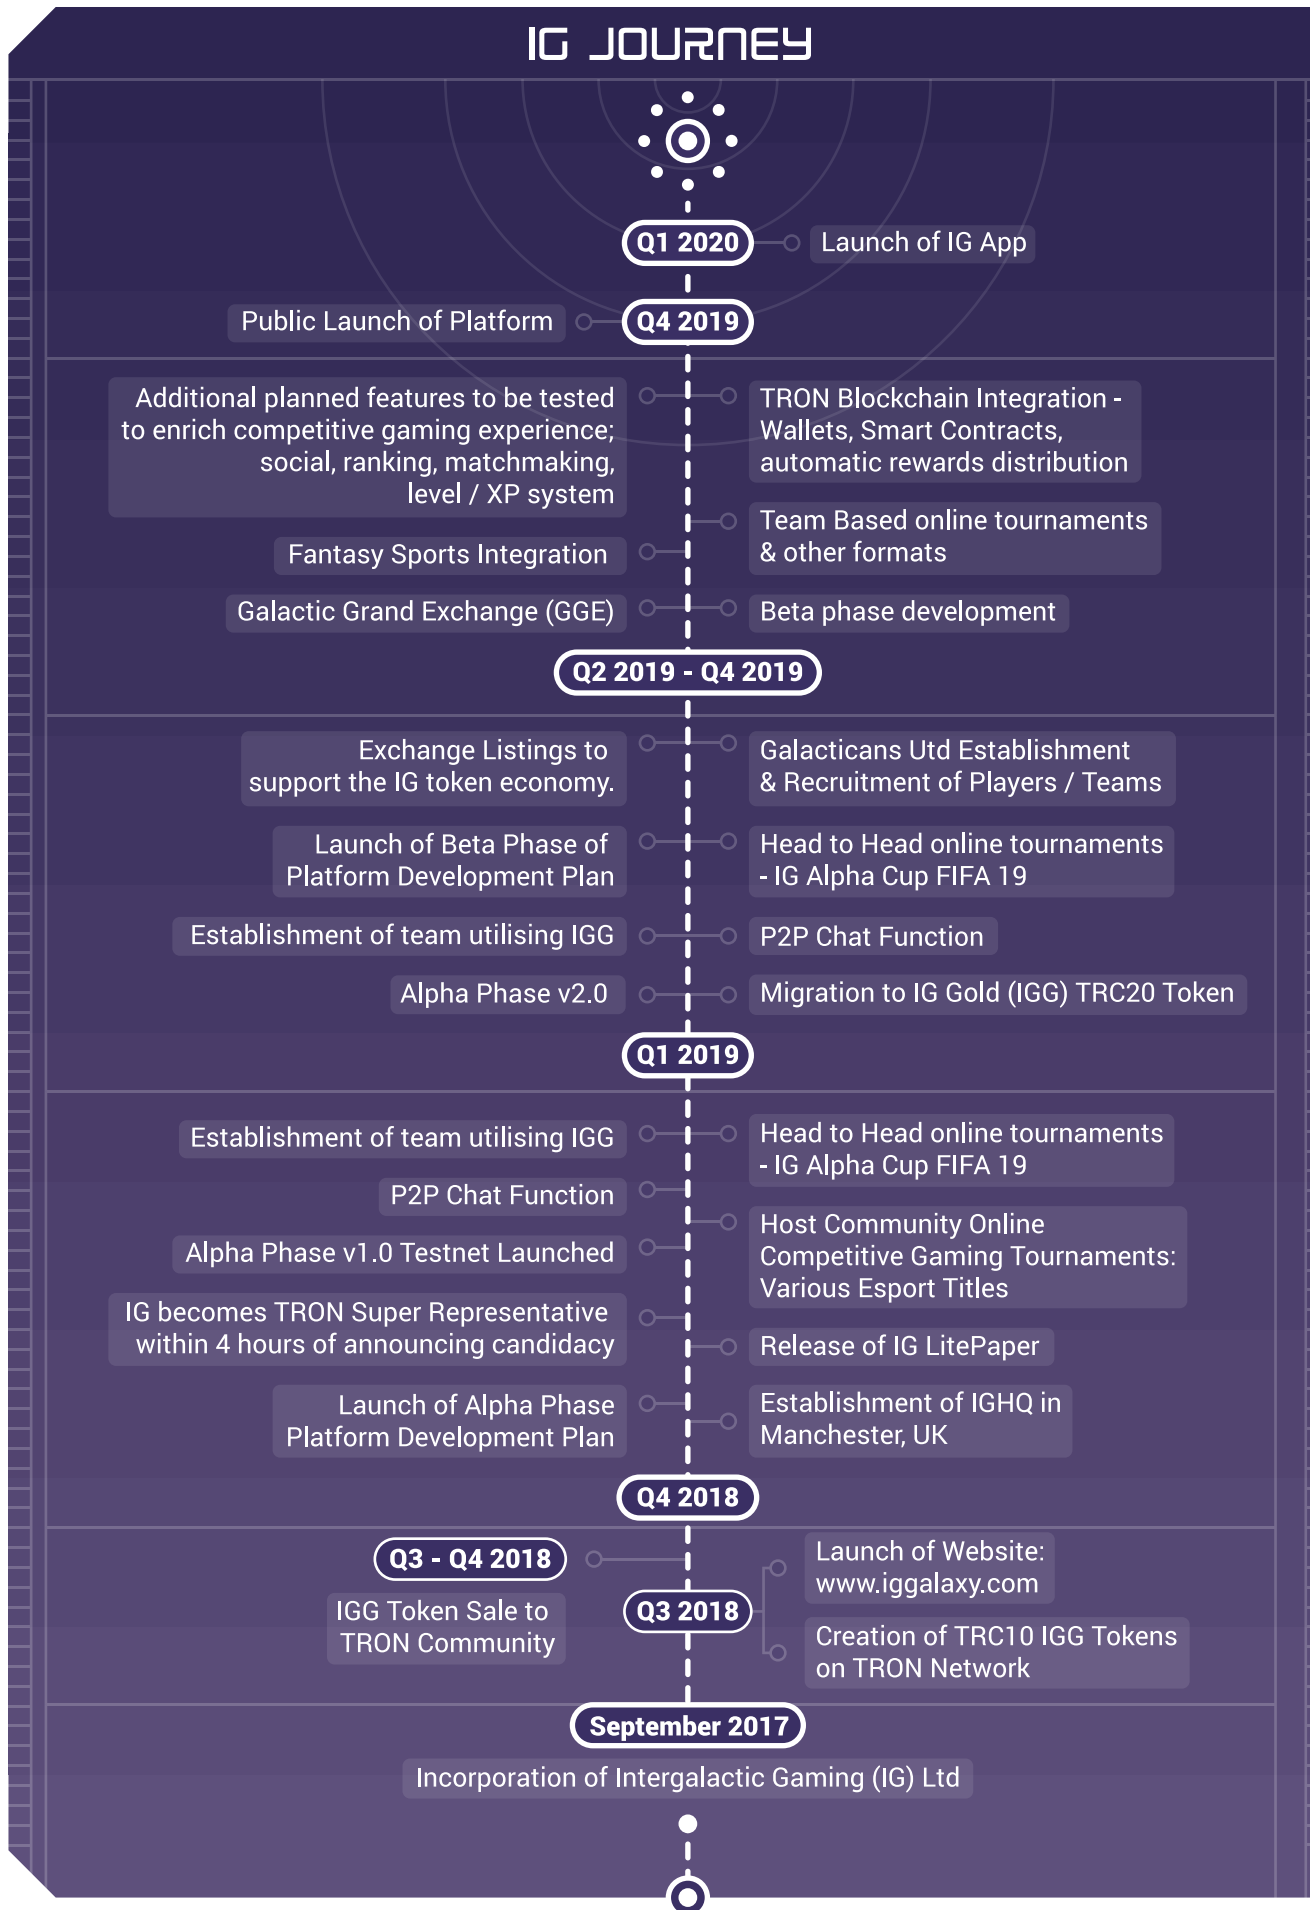 IG JOURNEY
Q1 2020
Launch of IG App
Public Launch of Platform
Q4 2019
Additional planned features to be tested
to enrich competitive gaming experience;
social, ranking, matchmaking,
level / XP system
TRON Blockchain Integration -
Wallets, Smart Contracts,
automatic rewards distribution
Team Based online tournaments
& other formats
Fantasy Sports Integration
Galactic Grand Exchange (GGE)
Beta phase development
Q2 2019 - Q4 2019
Exchange Listings to
support the IG token economy.
Galacticans Utd Establishment
& Recruitment of Players / Teams
Launch of Beta Phase of
Platform Development Plan
Head to Head online tournaments
- IG Alpha Cup FIFA 19
Establishment of team utilising IGG
P2P Chat Function
Alpha Phase v2.0
Migration to IG Gold (IGG) TRC20 Token
Q1 2019
Establishment of team utilising IGG
Head to Head online tournaments
- IG Alpha Cup FIFA 19
P2P Chat Function
Host Community Online
Competitive Gaming Tournaments:
Various Esport Titles
Alpha Phase v1.0 Testnet Launched
IG becomes TRON Super Representative
within 4 hours of announcing candidacy
Release of IG LitePaper
Launch of Alpha Phase
Platform Development Plan
Establishment of IGHQ in
Manchester, UK
Q4 2018
Q3 - Q4 2018
IGG Token Sale to
TRON Community
Q3 2018
Launch of Website:
www.iggalaxy.com
Creation of TRC10 IGG Tokens
on TRON Network
September 2017
Incorporation of Intergalactic Gaming (IG) Ltd